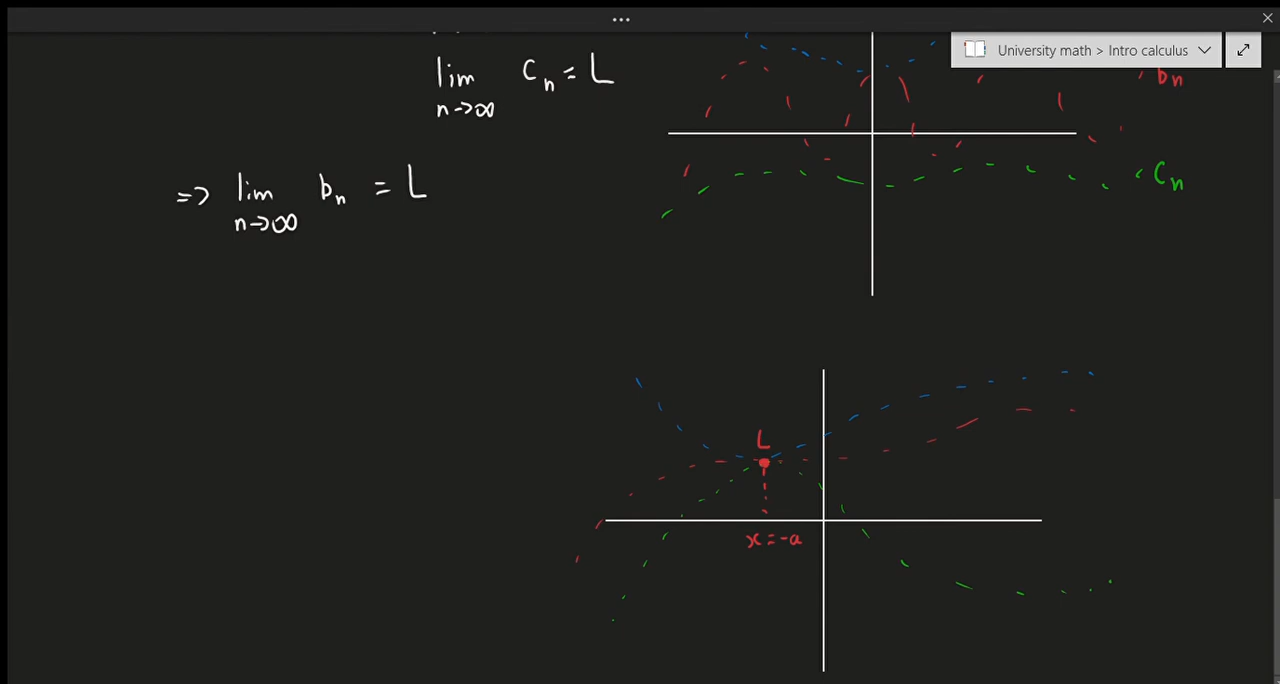 University math > Intro calculus
lim c_n = L
n→∞
b_n
c_n
=> lim b_n = L
n→∞
L
x=-a